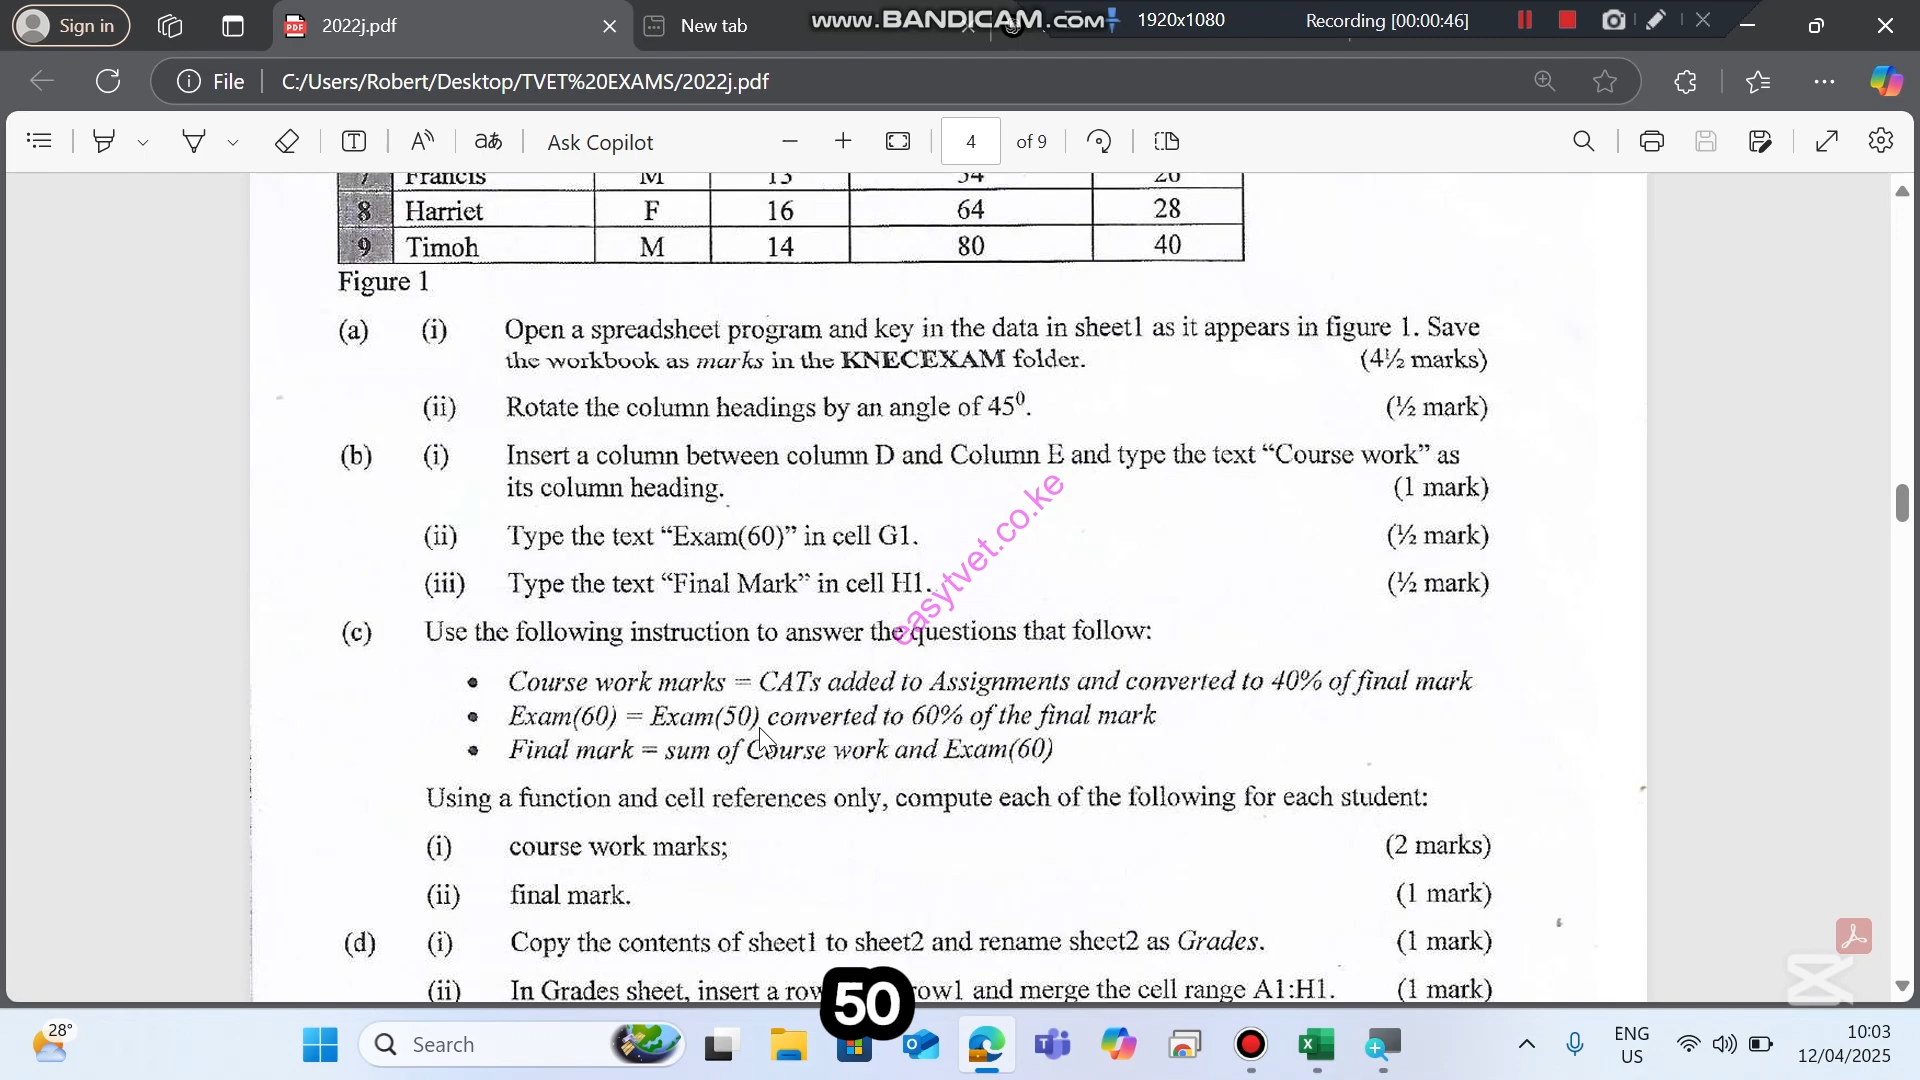 Sign in
2022j.pdf
New tab
www.BANDICAM.com
1920x1080
Recording [00:00:46]
File
C:/Users/Robert/Desktop/TVET%20EXAMS/2022j.pdf
Ask Copilot
4
of 9
7 Francis M 13 54 26
8 Harriet F 16 64 28
9 Timoh M 14 80 40
Figure 1
(a) (i) Open a spreadsheet program and key in the data in sheet1 as it appears in figure 1. Save
the workbook as marks in the KNECEXAM folder. (4½ marks)
(ii) Rotate the column headings by an angle of 45⁰. (½ mark)
(b) (i) Insert a column between column D and Column E and type the text “Course work” as
its column heading. (1 mark)
(ii) Type the text “Exam(60)” in cell G1. (½ mark)
(iii) Type the text “Final Mark” in cell H1. (½ mark)
easytvet.co.ke
(c) Use the following instruction to answer the questions that follow:
• Course work marks = CATs added to Assignments and converted to 40% of final mark
• Exam(60) = Exam(50) converted to 60% of the final mark
• Final mark = sum of Course work and Exam(60)
Using a function and cell references only, compute each of the following for each student:
(i) course work marks; (2 marks)
(ii) final mark. (1 mark)
(d) (i) Copy the contents of sheet1 to sheet2 and rename sheet2 as Grades. (1 mark)
(ii) In Grades sheet, insert a row row1 and merge the cell range A1:H1. (1 mark)
50
28°
Search
ENG
US
10:03
12/04/2025